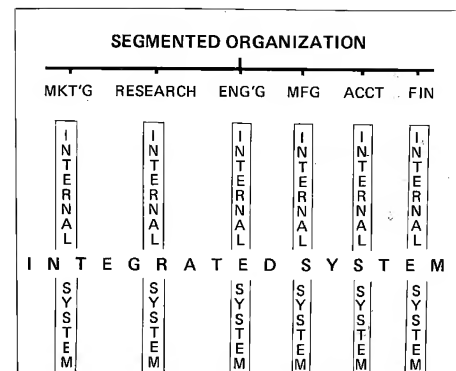 SEGMENTED ORGANIZATION
MKT'G RESEARCH ENG'G MFG ACCT FIN
INTERNAL INTERNAL INTERNAL INTERNAL INTERNAL INTERNAL
INTEGRATED SYSTEM
SYSTEM SYSTEM SYSTEM SYSTEM SYSTEM SYSTEM